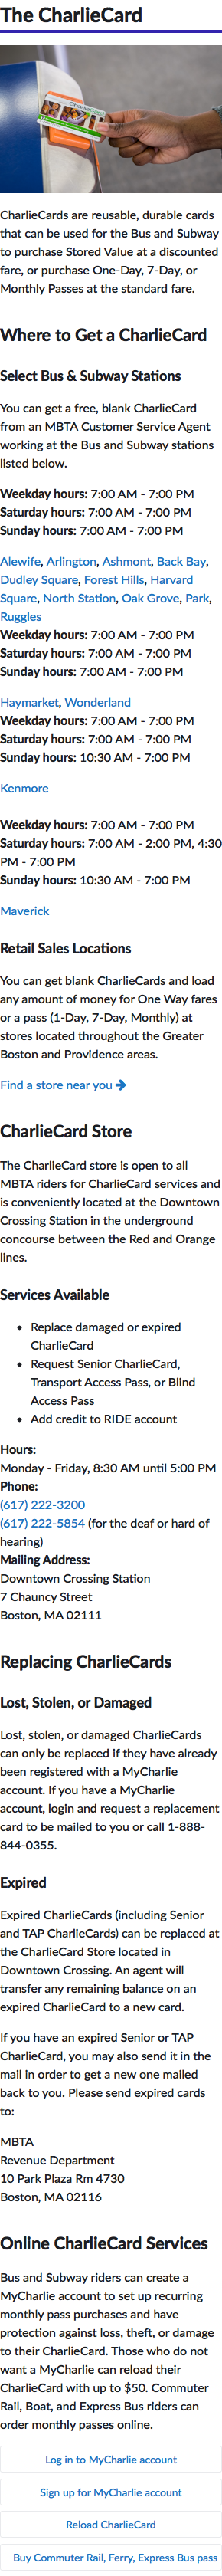 The CharlieCard
CharlieCards are reusable, durable cards
that can be used for the Bus and Subway
to purchase Stored Value at a discounted
fare, or purchase One-Day, 7-Day, or
Monthly Passes at the standard fare.
Where to Get a CharlieCard
Select Bus & Subway Stations
You can get a free, blank CharlieCard
from an MBTA Customer Service Agent
working at the Bus and Subway stations
listed below.
Weekday hours: 7:00 AM - 7:00 PM
Saturday hours: 7:00 AM - 7:00 PM
Sunday hours: 7:00 AM - 7:00 PM
Alewife, Arlington, Ashmont, Back Bay,
Dudley Square, Forest Hills, Harvard
Square, North Station, Oak Grove, Park,
Ruggles
Weekday hours: 7:00 AM - 7:00 PM
Saturday hours: 7:00 AM - 7:00 PM
Sunday hours: 7:00 AM - 7:00 PM
Haymarket, Wonderland
Weekday hours: 7:00 AM - 7:00 PM
Saturday hours: 7:00 AM - 7:00 PM
Sunday hours: 10:30 AM - 7:00 PM
Kenmore
Weekday hours: 7:00 AM - 7:00 PM
Saturday hours: 7:00 AM - 2:00 PM, 4:30
PM - 7:00 PM
Sunday hours: 10:30 AM - 7:00 PM
Maverick
Retail Sales Locations
You can get blank CharlieCards and load
any amount of money for One Way fares
or a pass (1-Day, 7-Day, Monthly) at
stores located throughout the Greater
Boston and Providence areas.
Find a store near you
CharlieCard Store
The CharlieCard store is open to all
MBTA riders for CharlieCard services and
is conveniently located at the Downtown
Crossing Station in the underground
concourse between the Red and Orange
lines.
Services Available
• Replace damaged or expired
CharlieCard
• Request Senior CharlieCard,
Transport Access Pass, or Blind
Access Pass
• Add credit to RIDE account
Hours:
Monday - Friday, 8:30 AM until 5:00 PM
Phone:
(617) 222-3200
(617) 222-5854 (for the deaf or hard of
hearing)
Mailing Address:
Downtown Crossing Station
7 Chauncy Street
Boston, MA 02111
Replacing CharlieCards
Lost, Stolen, or Damaged
Lost, stolen, or damaged CharlieCards
can only be replaced if they have already
been registered with a MyCharlie
account. If you have a MyCharlie
account, login and request a replacement
card to be mailed to you or call 1-888-
844-0355.
Expired
Expired CharlieCards (including Senior
and TAP CharlieCards) can be replaced at
the CharlieCard Store located in
Downtown Crossing. An agent will
transfer any remaining balance on an
expired CharlieCard to a new card.
If you have an expired Senior or TAP
CharlieCard, you may also send it in the
mail in order to get a new one mailed
back to you. Please send expired cards
to:
MBTA
Revenue Department
10 Park Plaza Rm 4730
Boston, MA 02116
Online CharlieCard Services
Bus and Subway riders can create a
MyCharlie account to set up recurring
monthly pass purchases and have
protection against loss, theft, or damage
to their CharlieCard. Those who do not
want a MyCharlie can reload their
CharlieCard with up to $50. Commuter
Rail, Boat, and Express Bus riders can
order monthly passes online.
Log in to MyCharlie account
Sign up for MyCharlie account
Reload CharlieCard
Buy Commuter Rail, Ferry, Express Bus pass